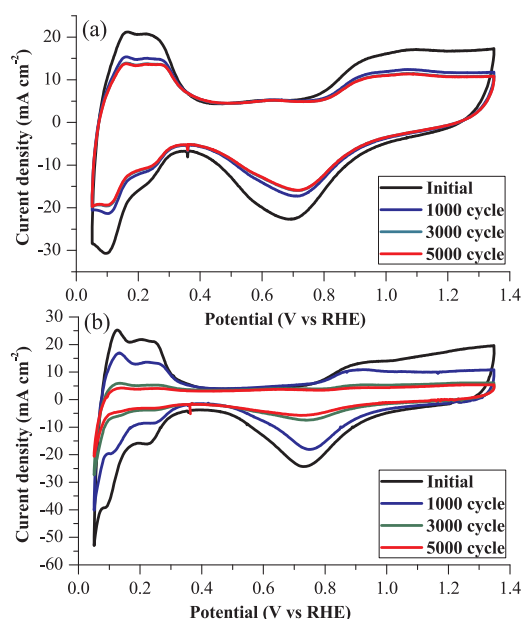 (a)
20
10
0
-10
-20
-30
Curent density (mA cm⁻²)
Initial
1000 cycle
3000 cycle
5000 cycle
0.0 0.2 0.4 0.6 0.8 1.0 1.2 1.4
Potential (V vs RHE)
(b)
30
25
20
15
10
5
0
-5
-10
-20
-30
-40
-50
-60
Curent density (mA cm⁻²)
Initial
1000 cycle
3000 cycle
5000 cycle
0.0 0.2 0.4 0.6 0.8 1.0 1.2 1.4
Potential (V vs RHE)